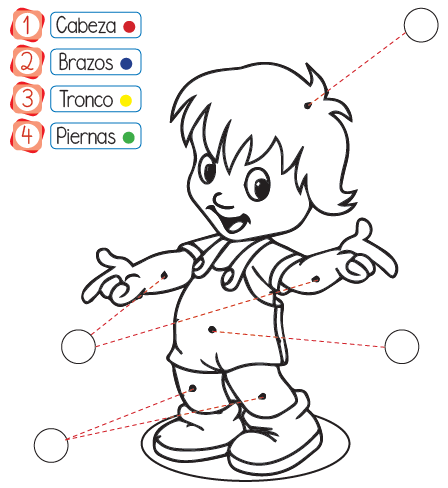 1 Cabeza
2 Brazos
3 Tronco
4 Piernas